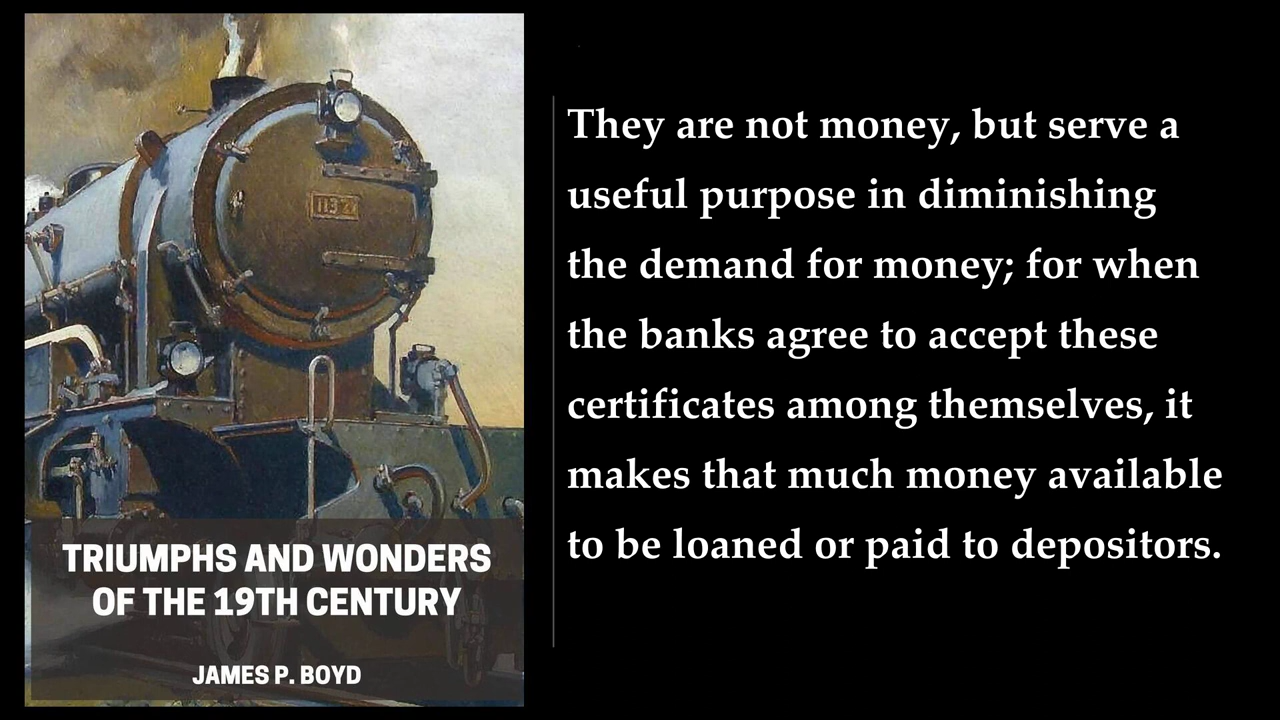 They are not money, but serve a
useful purpose in diminishing
the demand for money; for when
the banks agree to accept these
certificates among themselves, it
makes that much money available
to be loaned or paid to depositors.
TRIUMPHS AND WONDERS
OF THE 19TH CENTURY
JAMES P. BOYD